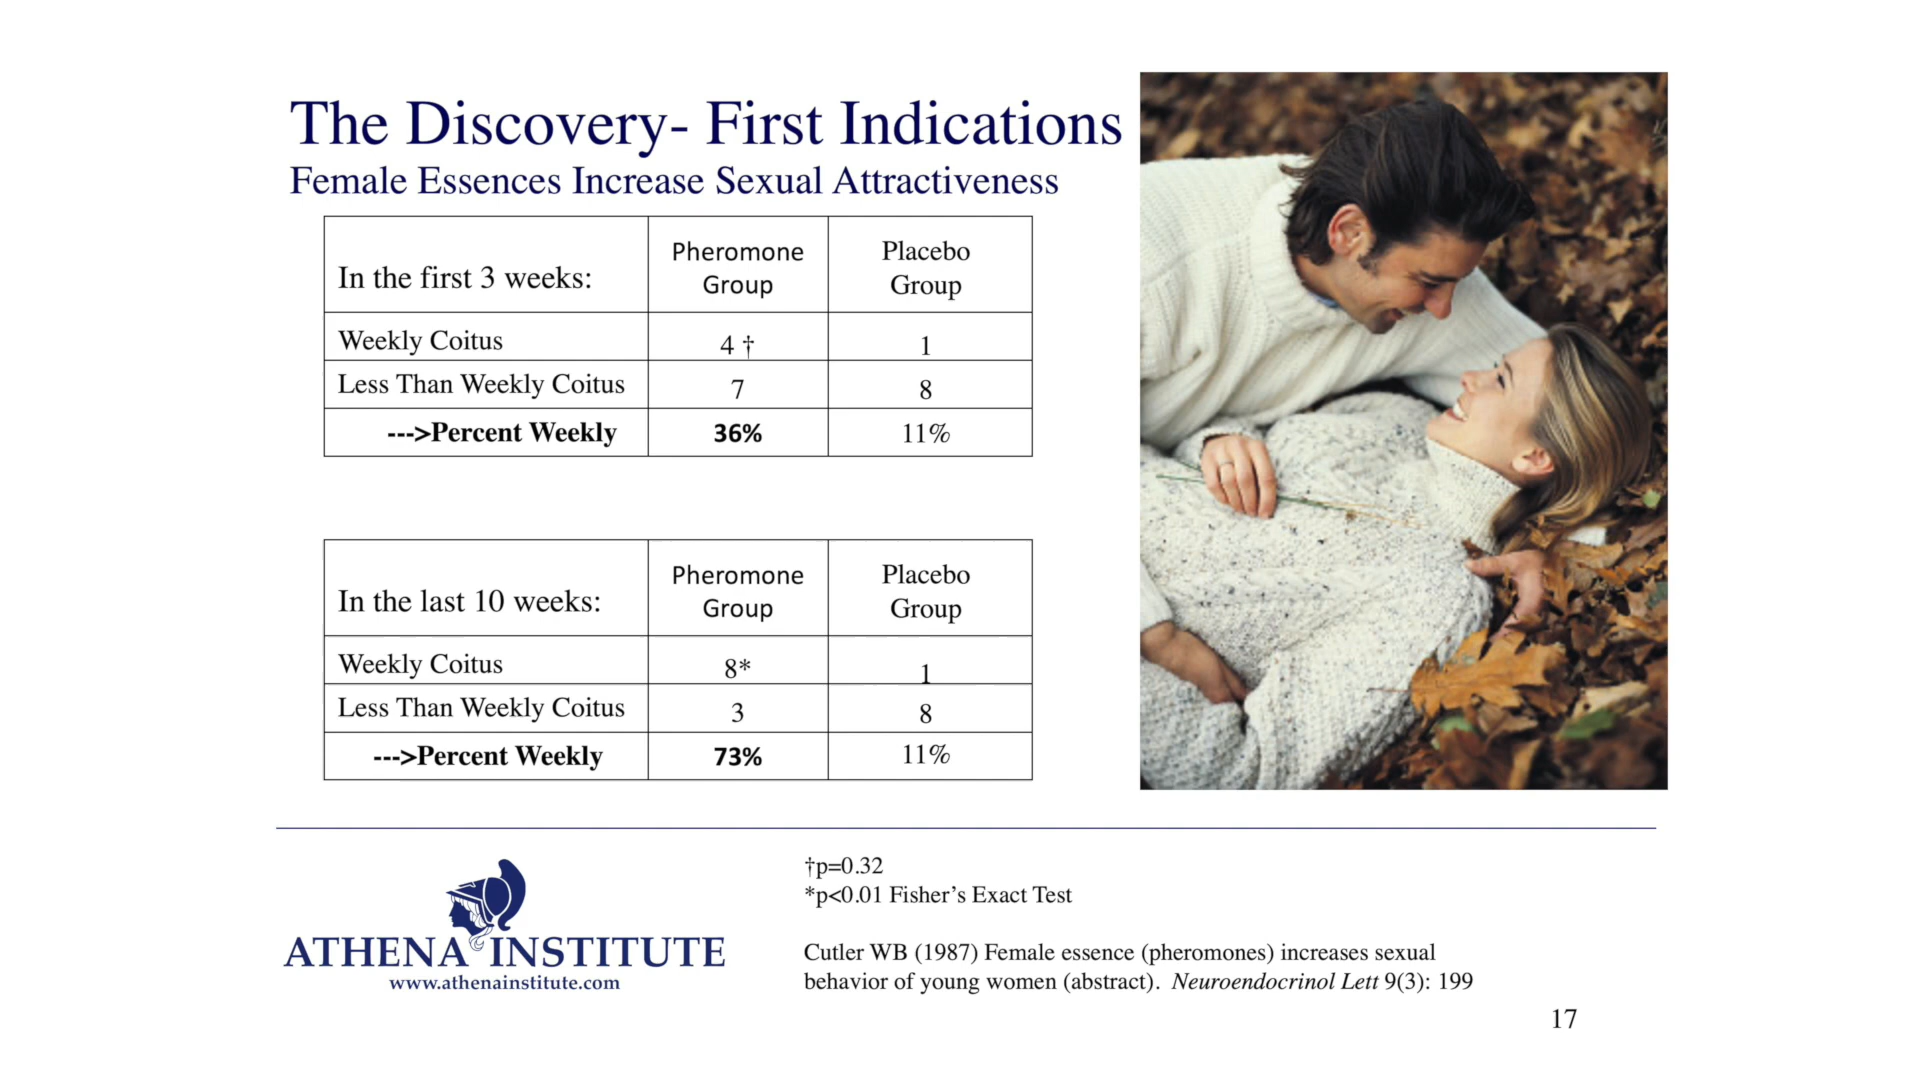 The Discovery- First Indications
Female Essences Increase Sexual Attractiveness
In the first 3 weeks:
Pheromone
Group
Placebo
Group
Weekly Coitus 4 † 1
Less Than Weekly Coitus 7 8
--->Percent Weekly 36% 11%
In the last 10 weeks:
Pheromone
Group
Placebo
Group
Weekly Coitus 8* 1
Less Than Weekly Coitus 3 8
--->Percent Weekly 73% 11%
ATHENA INSTITUTE
www.athenainstitute.com
†p=0.32
*p<0.01 Fisher’s Exact Test
Cutler WB (1987) Female essence (pheromones) increases sexual
behavior of young women (abstract). Neuroendocrinol Lett 9(3): 199
17